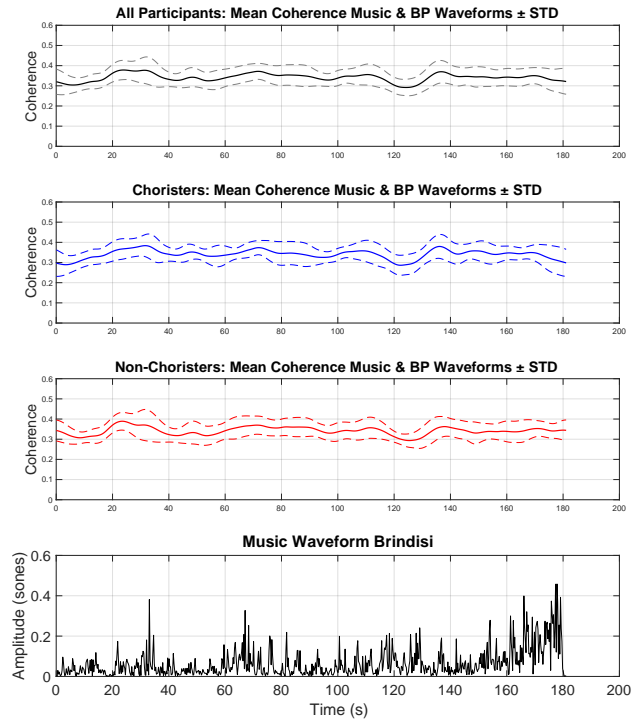 All Participants: Mean Coherence Music & BP Waveforms ± STD
0.6
0.5
0.4
0.3
0.2
0.1
0
Coherence
0 20 40 60 80 100 120 140 160 180 200
Choristers: Mean Coherence Music & BP Waveforms ± STD
0.6
0.5
0.4
0.3
0.2
0.1
0
Coherence
0 20 40 60 80 100 120 140 160 180 200
Non-Choristers: Mean Coherence Music & BP Waveforms ± STD
0.6
0.5
0.4
0.3
0.2
0.1
0
Coherence
0 20 40 60 80 100 120 140 160 180 200
Music Waveform Brindisi
0.6
0.4
0.2
0
Amplitude (sones)
0 20 40 60 80 100 120 140 160 180 200
Time (s)